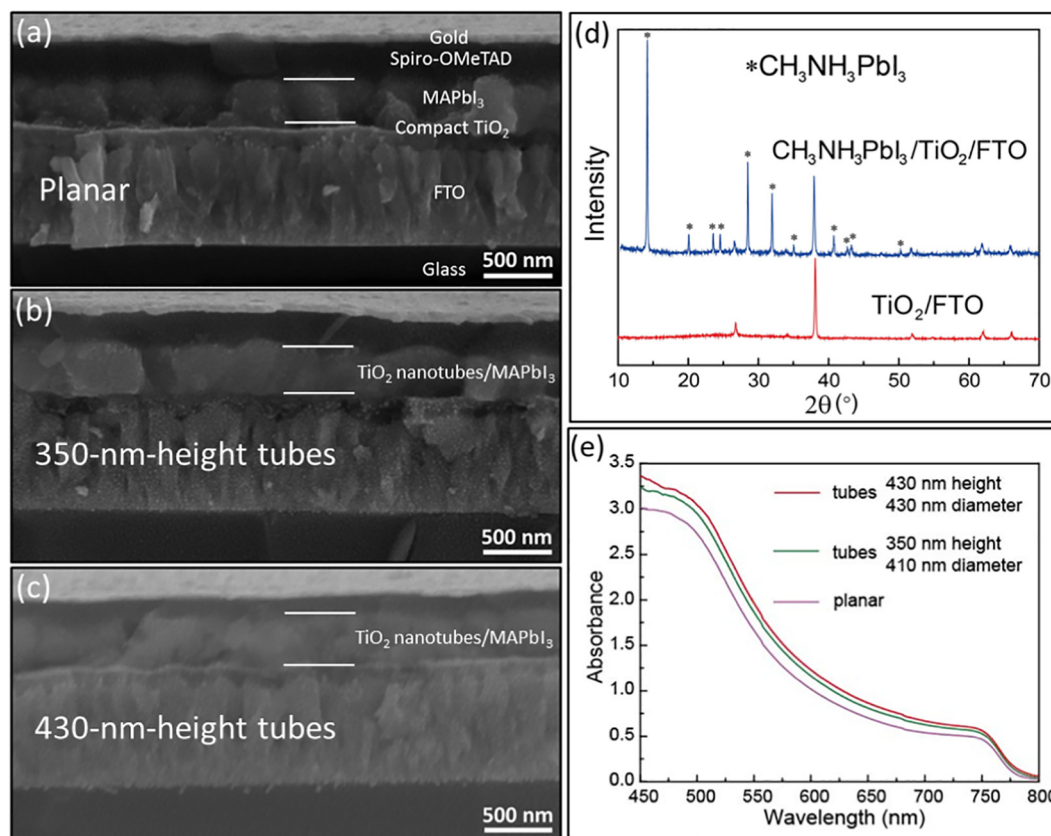 (a)
Gold
Spiro-OMeTAD
MAPbI₃
Compact TiO₂
Planar
FTO
Glass
500 nm
(b)
TiO₂ nanotubes/MAPbI₃
350-nm-height tubes
500 nm
(c)
TiO₂ nanotubes/MAPbI₃
430-nm-height tubes
500 nm
(d)
*CH₃NH₃PbI₃
CH₃NH₃PbI₃/TiO₂/FTO
* * * * * * * * * * *
TiO₂/FTO
Intensity
10 20 30 40 50 60 70
2θ (°)
(e)
tubes 430 nm height
430 nm diameter
tubes 350 nm height
410 nm diameter
planar
Absorbance
3.5
3.0
2.5
2.0
1.5
1.0
0.5
0.0
450 500 550 600 650 700 750 800
Wavelength (nm)